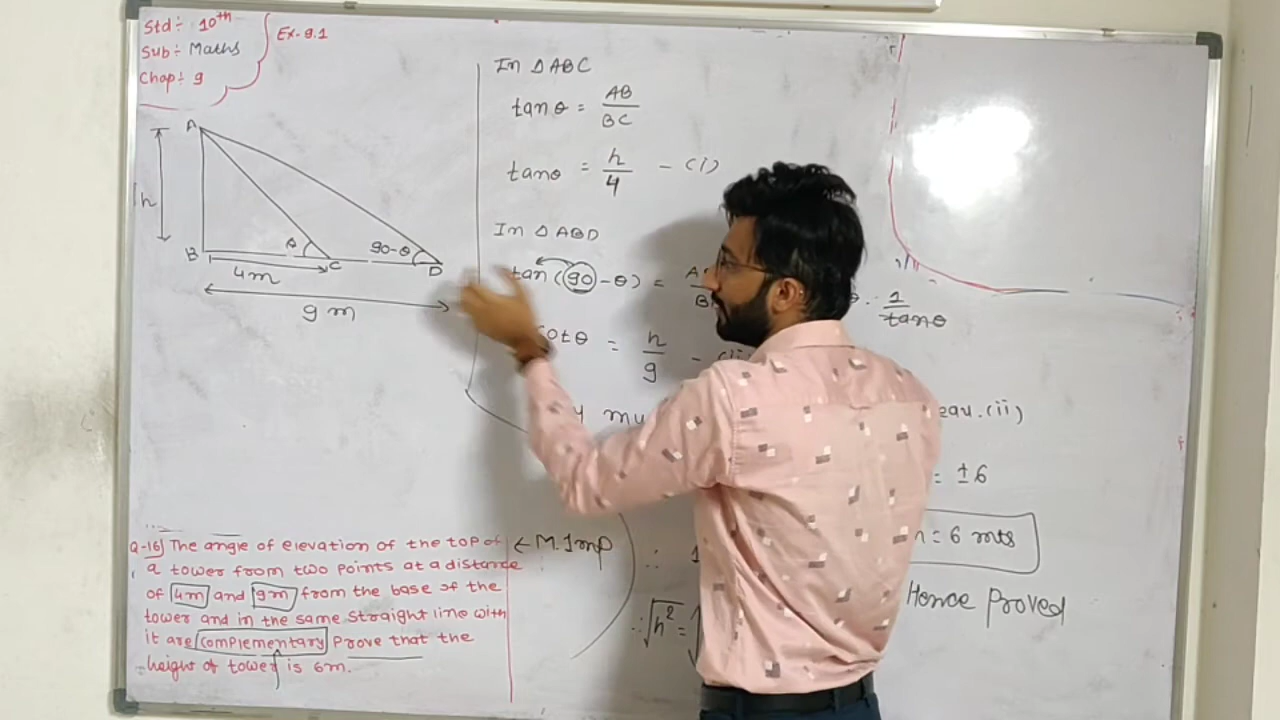 Std÷ 10th
Sub÷ Maths
Chap÷ 9
Ex-9.1
A
h
B
θ
C
90-θ
D
4m
9 m
Q-16) The angle of elevation of the top of
a tower from two points at a distance
of 4m and 9m from the base of the
tower and in the same straight line with
it are complementary Prove that the
height of tower is 6m.
← M.Imp
In △ABC
tanθ = AB
BC
tanθ = h
4 - (i)
In △ABD
tan(90-θ) =
cotθ = h
9
1
tanθ
equ.(ii)
= ±6
h = 6 mts
∴
∴√h² =
Hence Proved